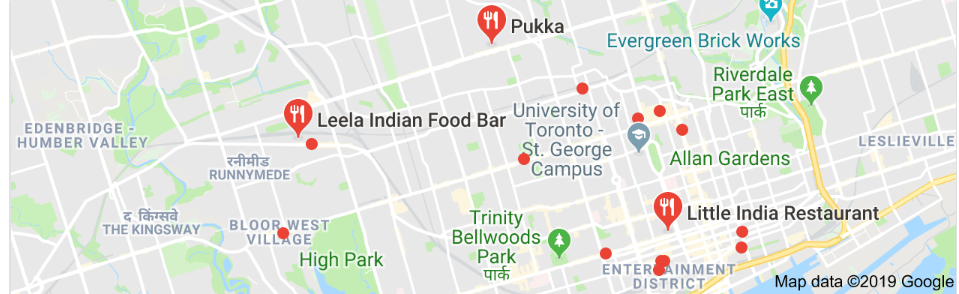 Pukka
Evergreen Brick Works
Riverdale
Park East
पार्क
Leela Indian Food Bar
University of
Toronto -
St. George
Campus
EDENBRIDGE -
HUMBER VALLEY
LESLIEVILLE
रनीमीड
RUNNYMEDE
Allan Gardens
द किंग्सवे
THE KINGSWAY
BLOOR WEST
VILLAGE
High Park
Trinity
Bellwoods
Park
पार्क
Little India Restaurant
ENTERTAINMENT
DISTRICT
Map data ©2019 Google